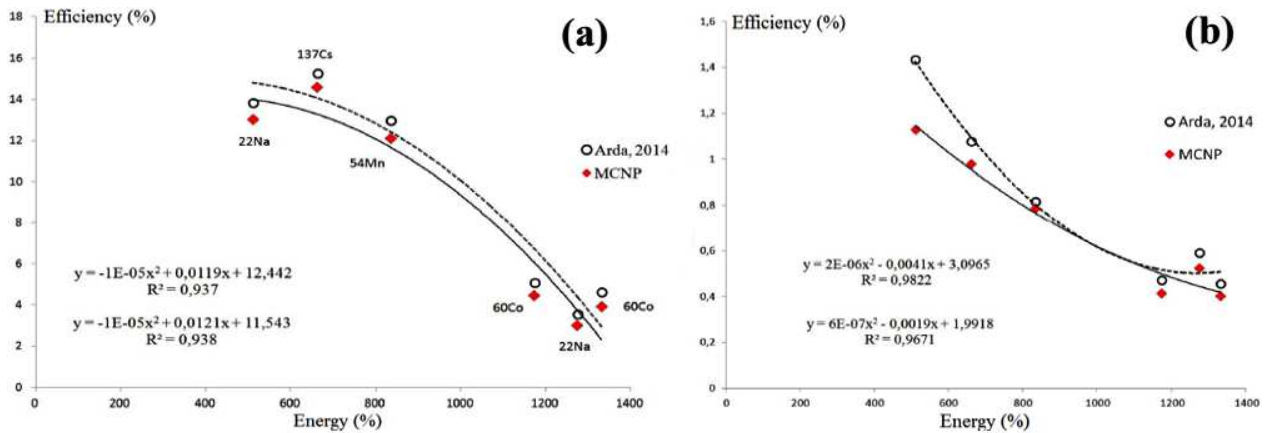 Efficiency (%)
(a)
18
16
14
12
10
8
6
4
2
0
137Cs
22Na
54Mn
60Co
22Na
60Co
Arda, 2014
MCNP
y = -1E-05x² + 0,0119x + 12,442
R² = 0,937
y = -1E-05x² + 0,0121x + 11,543
R² = 0,938
0 200 400 600 800 1000 1200 1400
Energy (%)
Efficiency (%)
(b)
1,6
1,4
1,2
1
0,8
0,6
0,4
0,2
0
Arda, 2014
MCNP
y = 2E-06x² - 0,0041x + 3,0965
R² = 0,9822
y = 6E-07x² - 0,0019x + 1,9918
R² = 0,9671
0 200 400 600 800 1000 1200 1400
Energy (%)